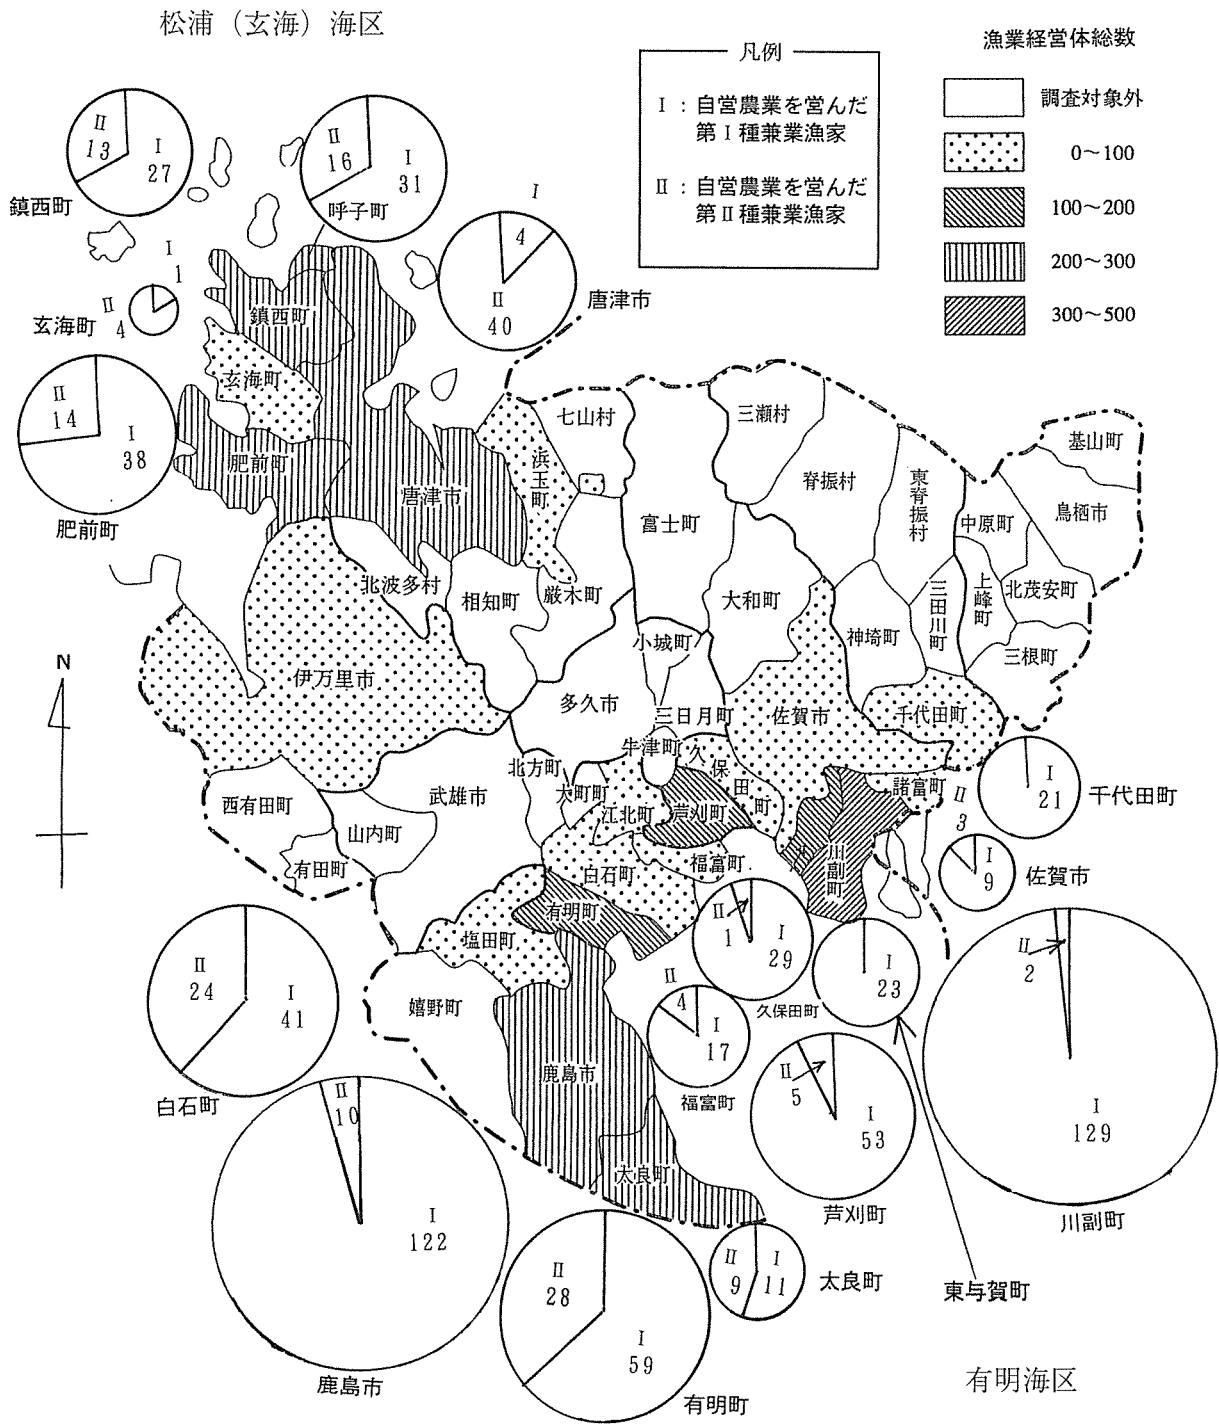 松浦（玄海）海区
凡例
Ⅰ：自営農業を営んだ
第Ⅰ種兼業漁家
Ⅱ：自営農業を営んだ
第Ⅱ種兼業漁家
漁業経営体総数
調査対象外
0～100
100～200
200～300
300～500
Ⅱ
13
Ⅰ
27
鎮西町
Ⅱ
16
Ⅰ
31
呼子町
Ⅰ
4
Ⅱ
40
唐津市
Ⅰ
1
Ⅱ
4
玄海町
Ⅱ
14
Ⅰ
38
肥前町
鎮西町
玄海町
肥前町
唐津市
浜玉町
七山村
三瀬村
脊振村
東脊振村
基山町
鳥栖市
中原町
富士町
北波多村
相知町
厳木町
大和町
神埼町
三田川町
上峰町
北茂安町
三根町
小城町
伊万里市
多久市
三日月町
佐賀市
千代田町
牛津町
久保田町
諸富町
北方町
大町町
江北町
芦刈町
西有田町
武雄市
山内町
有田町
白石町
福富町
川副町
有明町
塩田町
嬉野町
鹿島市
太良町
N
Ⅰ
21
千代田町
Ⅱ
3
Ⅰ
9
佐賀市
Ⅱ
1
Ⅰ
29
久保田町
Ⅰ
23
東与賀町
Ⅱ
2
Ⅰ
129
川副町
Ⅱ
24
Ⅰ
41
白石町
Ⅱ
4
Ⅰ
17
福富町
Ⅱ
5
Ⅰ
53
芦刈町
Ⅱ
10
Ⅰ
122
鹿島市
Ⅱ
28
Ⅰ
59
有明町
Ⅱ
9
Ⅰ
11
太良町
有明海区